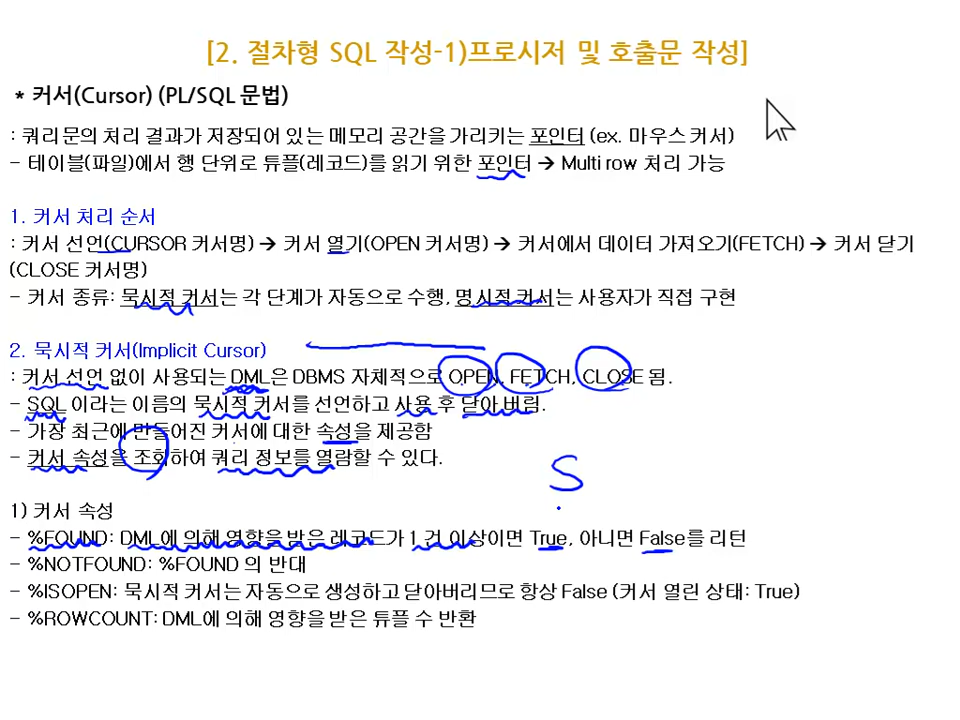 [2. 절차형 SQL 작성-1)프로시저 및 호출문 작성]
* 커서(Cursor) (PL/SQL 문법)
: 쿼리문의 처리 결과가 저장되어 있는 메모리 공간을 가리키는 포인터 (ex. 마우스 커서)
- 테이블(파일)에서 행 단위로 튜플(레코드)를 읽기 위한 포인터 → Multi row 처리 가능
1. 커서 처리 순서
: 커서 선언(CURSOR 커서명) → 커서 열기(OPEN 커서명) → 커서에서 데이터 가져오기(FETCH) → 커서 닫기
(CLOSE 커서명)
- 커서 종류: 묵시적 커서는 각 단계가 자동으로 수행, 명시적 커서는 사용자가 직접 구현
2. 묵시적 커서(Implicit Cursor)
: 커서 선언 없이 사용되는 DML은 DBMS 자체적으로 OPEN, FETCH, CLOSE 됨.
- SQL 이라는 이름의 묵시적 커서를 선언하고 사용 후 닫아 버림.
- 가장 최근에 만들어진 커서에 대한 속성을 제공함
- 커서 속성을 조회하여 쿼리 정보를 열람할 수 있다.
S
1) 커서 속성
- %FOUND: DML에 의해 영향을 받은 레코드가 1 건 이상이면 True, 아니면 False를 리턴
- %NOTFOUND: %FOUND 의 반대
- %ISOPEN: 묵시적 커서는 자동으로 생성하고 닫아버리므로 항상 False (커서 열린 상태: True)
- %ROWCOUNT: DML에 의해 영향을 받은 튜플 수 반환